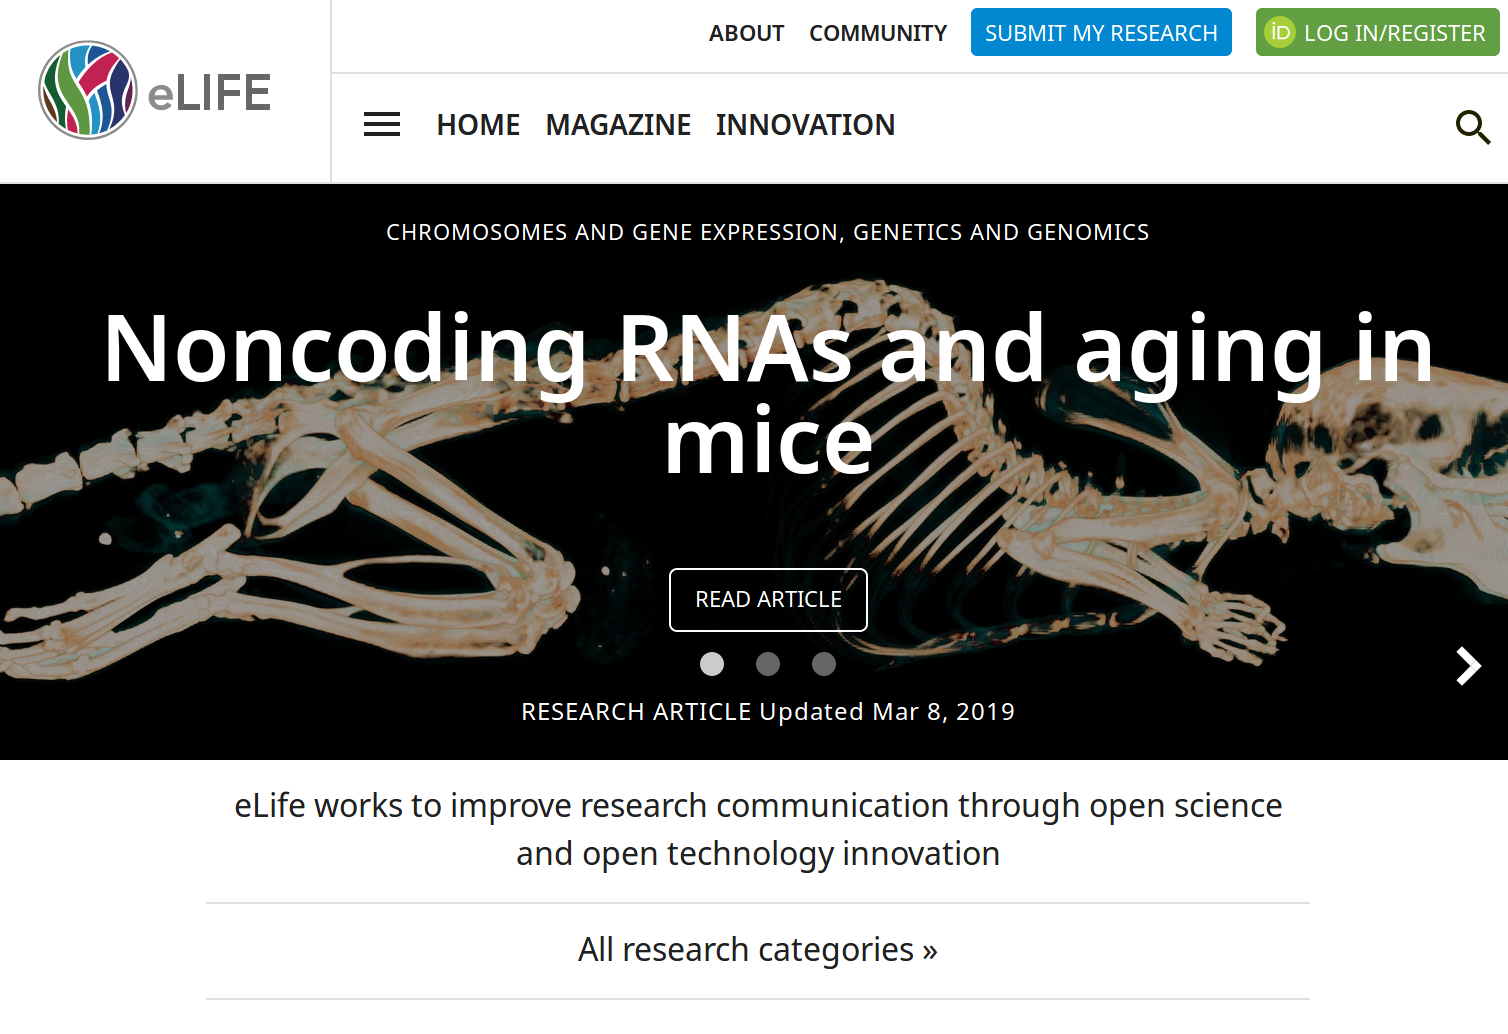 eLIFE
ABOUT COMMUNITY SUBMIT MY RESEARCH iD LOG IN/REGISTER
HOME MAGAZINE INNOVATION
CHROMOSOMES AND GENE EXPRESSION, GENETICS AND GENOMICS
Noncoding RNAs and aging in
mice
READ ARTICLE
RESEARCH ARTICLE Updated Mar 8, 2019
eLife works to improve research communication through open science
and open technology innovation
All research categories »